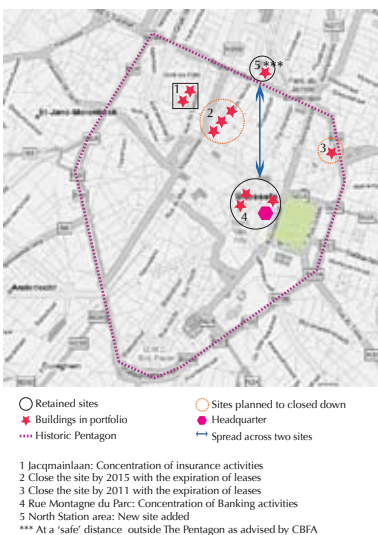 5 ***
1
2
3
4
Retained sites
Sites planned to closed down
Buildings in portfolio
Headquarter
Historic Pentagon
Spread across two sites
1 Jacqmainlaan: Concentration of insurance activities
2 Close the site by 2015 with the expiration of leases
3 Close the site by 2011 with the expiration of leases
4 Rue Montagne du Parc: Concentration of Banking activities
5 North Station area: New site added
*** At a ‘safe’ distance outside The Pentagon as advised by CBFA